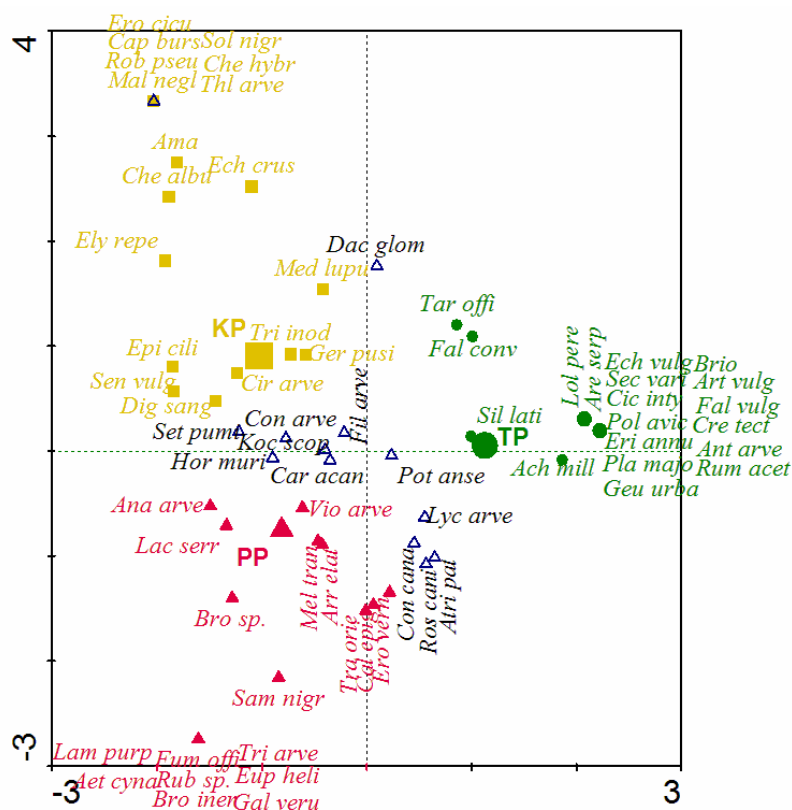 Ero cicu
4
Cap burs Sol nigr
Rob pseu Che hybr
Mal negl Thl arve
Ama
Che albu Ech crus
Ely repe
Dac glom
Med lupu
Tar offi
KP
Tri inod
Fal conv
Ger pusi
Epi cili
Sen vulg
Cir arve
Dig sang
Lol pere
Are serp
Ech vulg Brio
Sec vari Art vulg
Cic inty Fal vulg
Pol avic Cre tect
Eri annu Ant arve
Pla majo Rum acet
Geu urba
Sil lati
TP
Ach mill
Fil arve
Con arve
Set pumi
Koc scop
Hor muri
Car acan
Pot anse
Ana arve
Vio arve
Lyc arve
Lac serr
PP
Mel tran
Arr elat
Con cana
Ros cani
Atri pat
Bro sp.
Tra orie
Ero vern
Sam nigr
Lam purp Fum offi Tri arve
Aet cyna Rub sp. Eup heli
Bro iner Gal veru
-3
-3
3